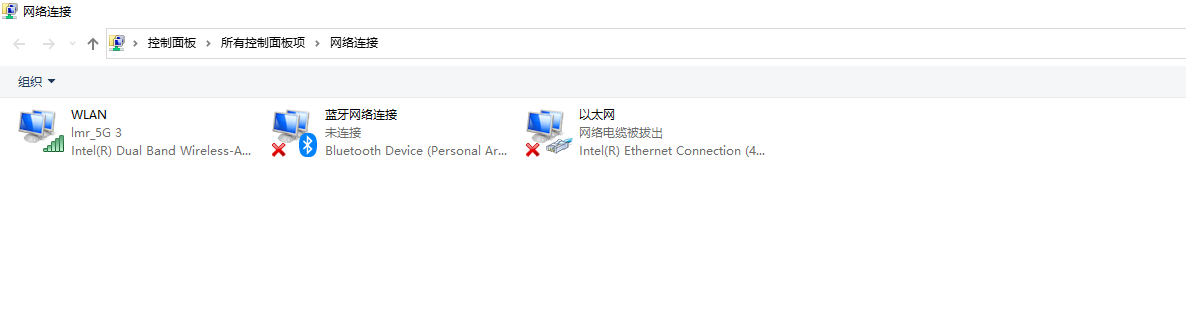 网络连接
控制面板 > 所有控制面板项 > 网络连接
组织
WLAN
lmr_5G 3
Intel(R) Dual Band Wireless-A...
蓝牙网络连接
未连接
Bluetooth Device (Personal Ar...
以太网
网络电缆被拔出
Intel(R) Ethernet Connection (4...